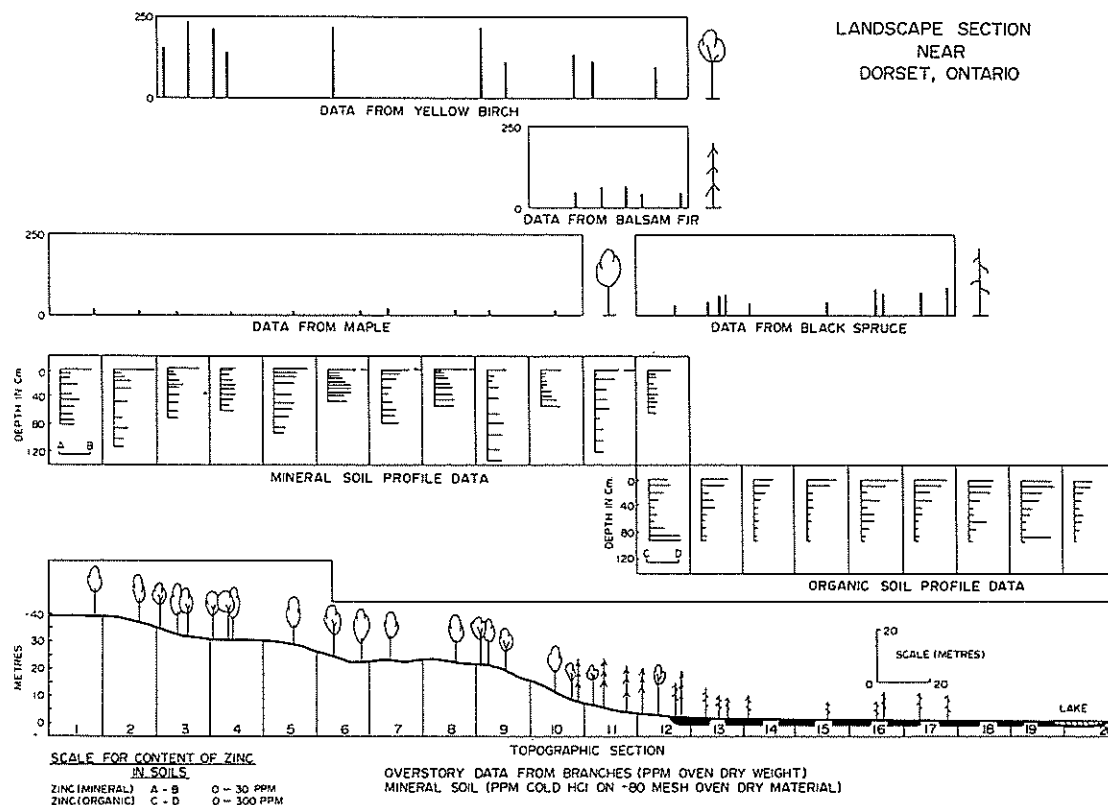 250
0
DATA FROM YELLOW BIRCH
LANDSCAPE SECTION
NEAR
DORSET, ONTARIO
250
0
DATA FROM BALSAM FIR
250
0
DATA FROM MAPLE
DATA FROM BLACK SPRUCE
DEPTH IN Cm
0
40
80
120
A B
MINERAL SOIL PROFILE DATA
DEPTH IN Cm
0
40
80
120
C D
ORGANIC SOIL PROFILE DATA
METRES
40
30
20
10
0
20
SCALE (METRES)
0 20
LAKE
1 2 3 4 5 6 7 8 9 10 11 12 13 14 15 16 17 18 19 20
TOPOGRAPHIC SECTION
SCALE FOR CONTENT OF ZINC
IN SOILS
ZINC (MINERAL) A - B 0 - 30 PPM
ZINC (ORGANIC) C - D 0 - 300 PPM
OVERSTORY DATA FROM BRANCHES (PPM OVEN DRY WEIGHT)
MINERAL SOIL (PPM COLD HCl ON -80 MESH OVEN DRY MATERIAL)